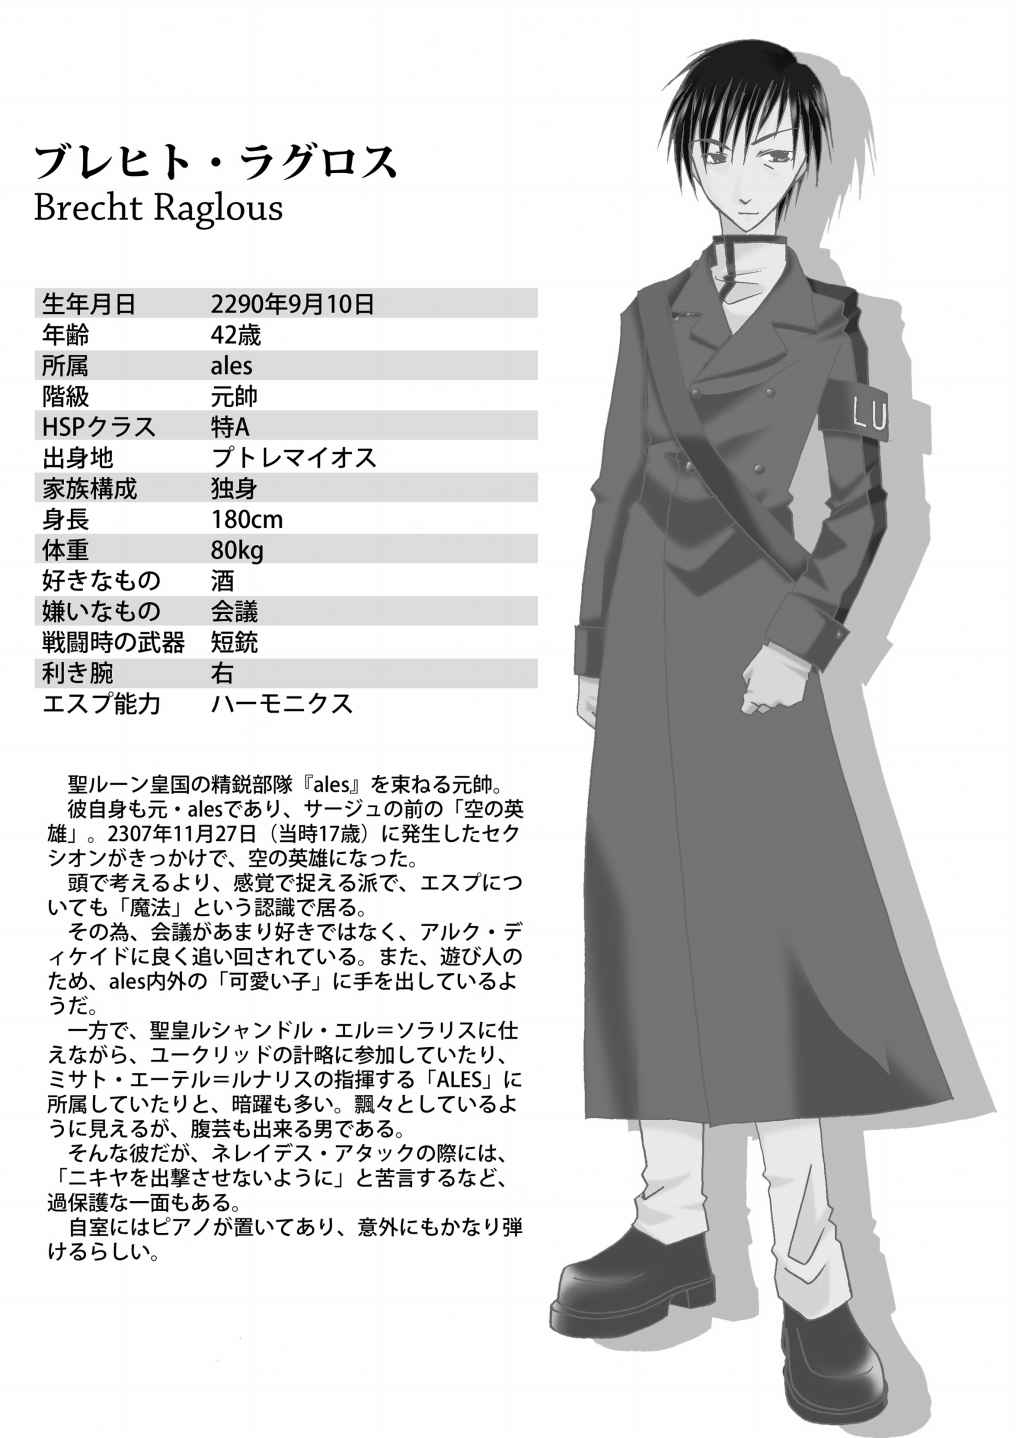 ブレヒト・ラグロス
Brecht Raglous
生年月日 2290年9月10日
年齢 42歳
所属 ales
階級 元帥
HSPクラス 特A
出身地 プトレマイオス
家族構成 独身
身長 180cm
体重 80kg
好きなもの 酒
嫌いなもの 会議
戦闘時の武器 短銃
利き腕 右
エスプ能力 ハーモニクス
LU
聖ルーン皇国の精鋭部隊『ales』を束ねる元帥。
彼自身も元・alesであり、サージュの前の「空の英
雄」。2307年11月27日（当時17歳）に発生したセク
シオンがきっかけで、空の英雄になった。
頭で考えるより、感覚で捉える派で、エスプにつ
いても「魔法」という認識で居る。
その為、会議があまり好きではなく、アルク・デ
ィケイドに良く追い回されている。また、遊び人の
ため、ales内外の「可愛い子」に手を出しているよ
うだ。
一方で、聖皇ルシャンドル・エル＝ソラリスに仕
えながら、ユークリッドの計略に参加していたり、
ミサト・エーテル＝ルナリスの指揮する「ALES」に
所属していたりと、暗躍も多い。飄々としているよ
うに見えるが、腹芸も出来る男である。
そんな彼だが、ネレイデス・アタックの際には、
「ニキヤを出撃させないように」と苦言するなど、
過保護な一面もある。
自室にはピアノが置いてあり、意外にもかなり弾
けるらしい。